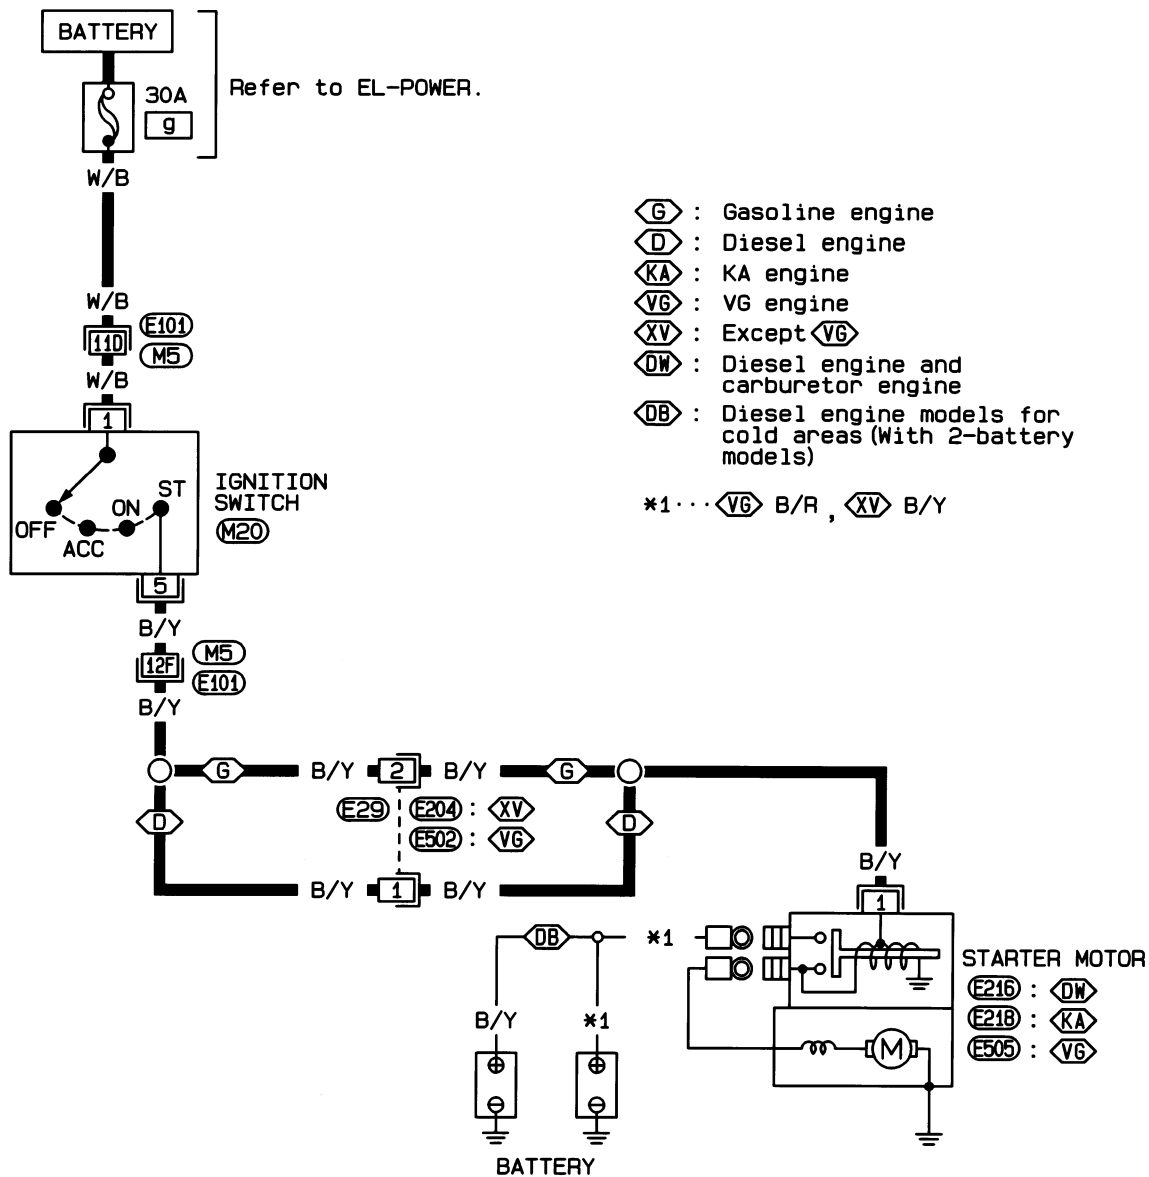 BATTERY
30A
g
Refer to EL-POWER.
W/B
W/B
11D
E101
M5
W/B
1
IGNITION
SWITCH
M20
OFF
ACC
ON
ST
5
B/Y
12F
M5
E101
B/Y
G : Gasoline engine
D : Diesel engine
KA : KA engine
VG : VG engine
XV : Except VG
DW : Diesel engine and
carburetor engine
DB : Diesel engine models for
cold areas (With 2-battery
models)
*1··· VG B/R , XV B/Y
G B/Y 2 B/Y G
E29 E204 : XV
E502 : VG
D
D
B/Y 1 B/Y
B/Y
1
DB
*1
B/Y
*1
BATTERY
M
STARTER MOTOR
E216 : DW
E218 : KA
E505 : VG